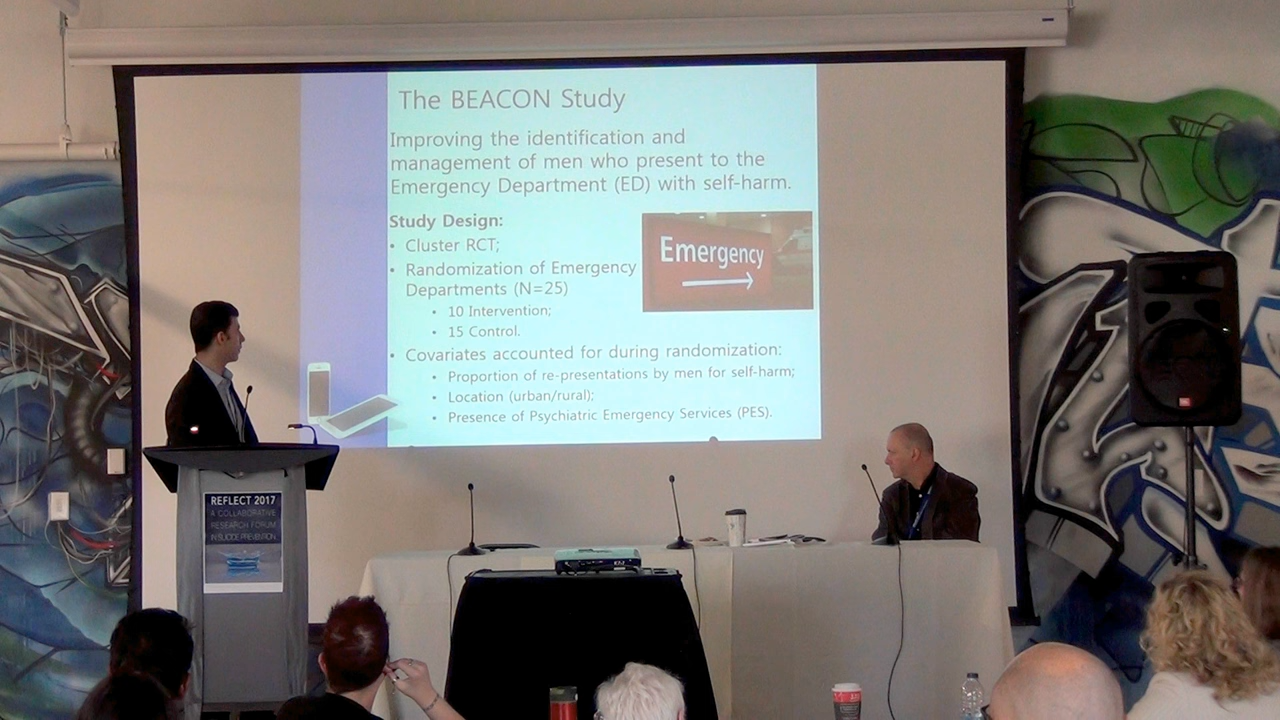 The BEACON Study
Improving the identification and
management of men who present to the
Emergency Department (ED) with self-harm.
Study Design:
• Cluster RCT;
• Randomization of Emergency
Departments (N=25)
• 10 Intervention;
• 15 Control.
• Covariates accounted for during randomization:
• Proportion of re-presentations by men for self-harm;
• Location (urban/rural);
• Presence of Psychiatric Emergency Services (PES).
Emergency
REFLECT 2017
A COLLABORATIVE
RESEARCH FORUM
IN SUICIDE PREVENTION
JBL